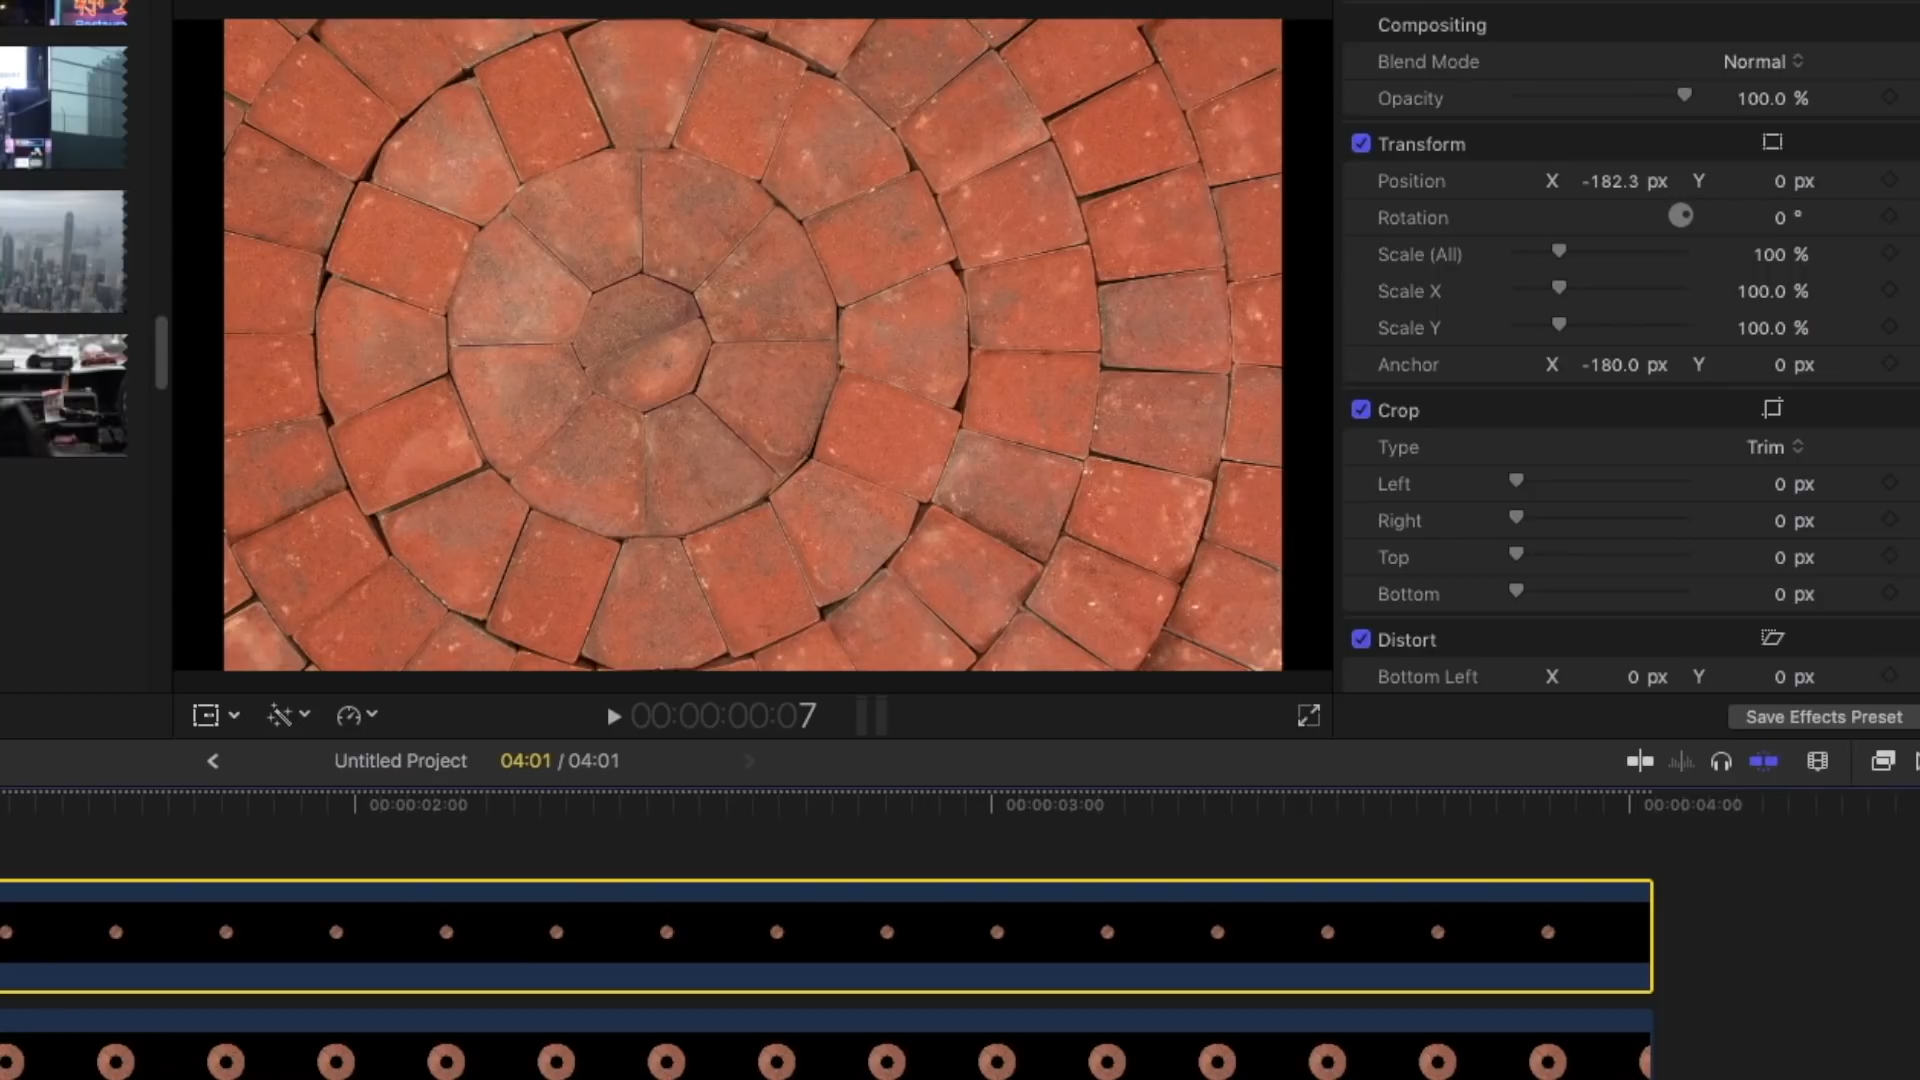 Compositing
Blend Mode Normal
Opacity 100.0 %
Transform
Position X -182.3 px Y 0 px
Rotation 0 °
Scale (All) 100 %
Scale X 100.0 %
Scale Y 100.0 %
Anchor X -180.0 px Y 0 px
Crop
Type Trim
Left 0 px
Right 0 px
Top 0 px
Bottom 0 px
Distort
Bottom Left X 0 px Y 0 px
00:00:00:07
Save Effects Preset
Untitled Project 04:01 / 04:01
00:00:02:00 00:00:03:00 00:00:04:00